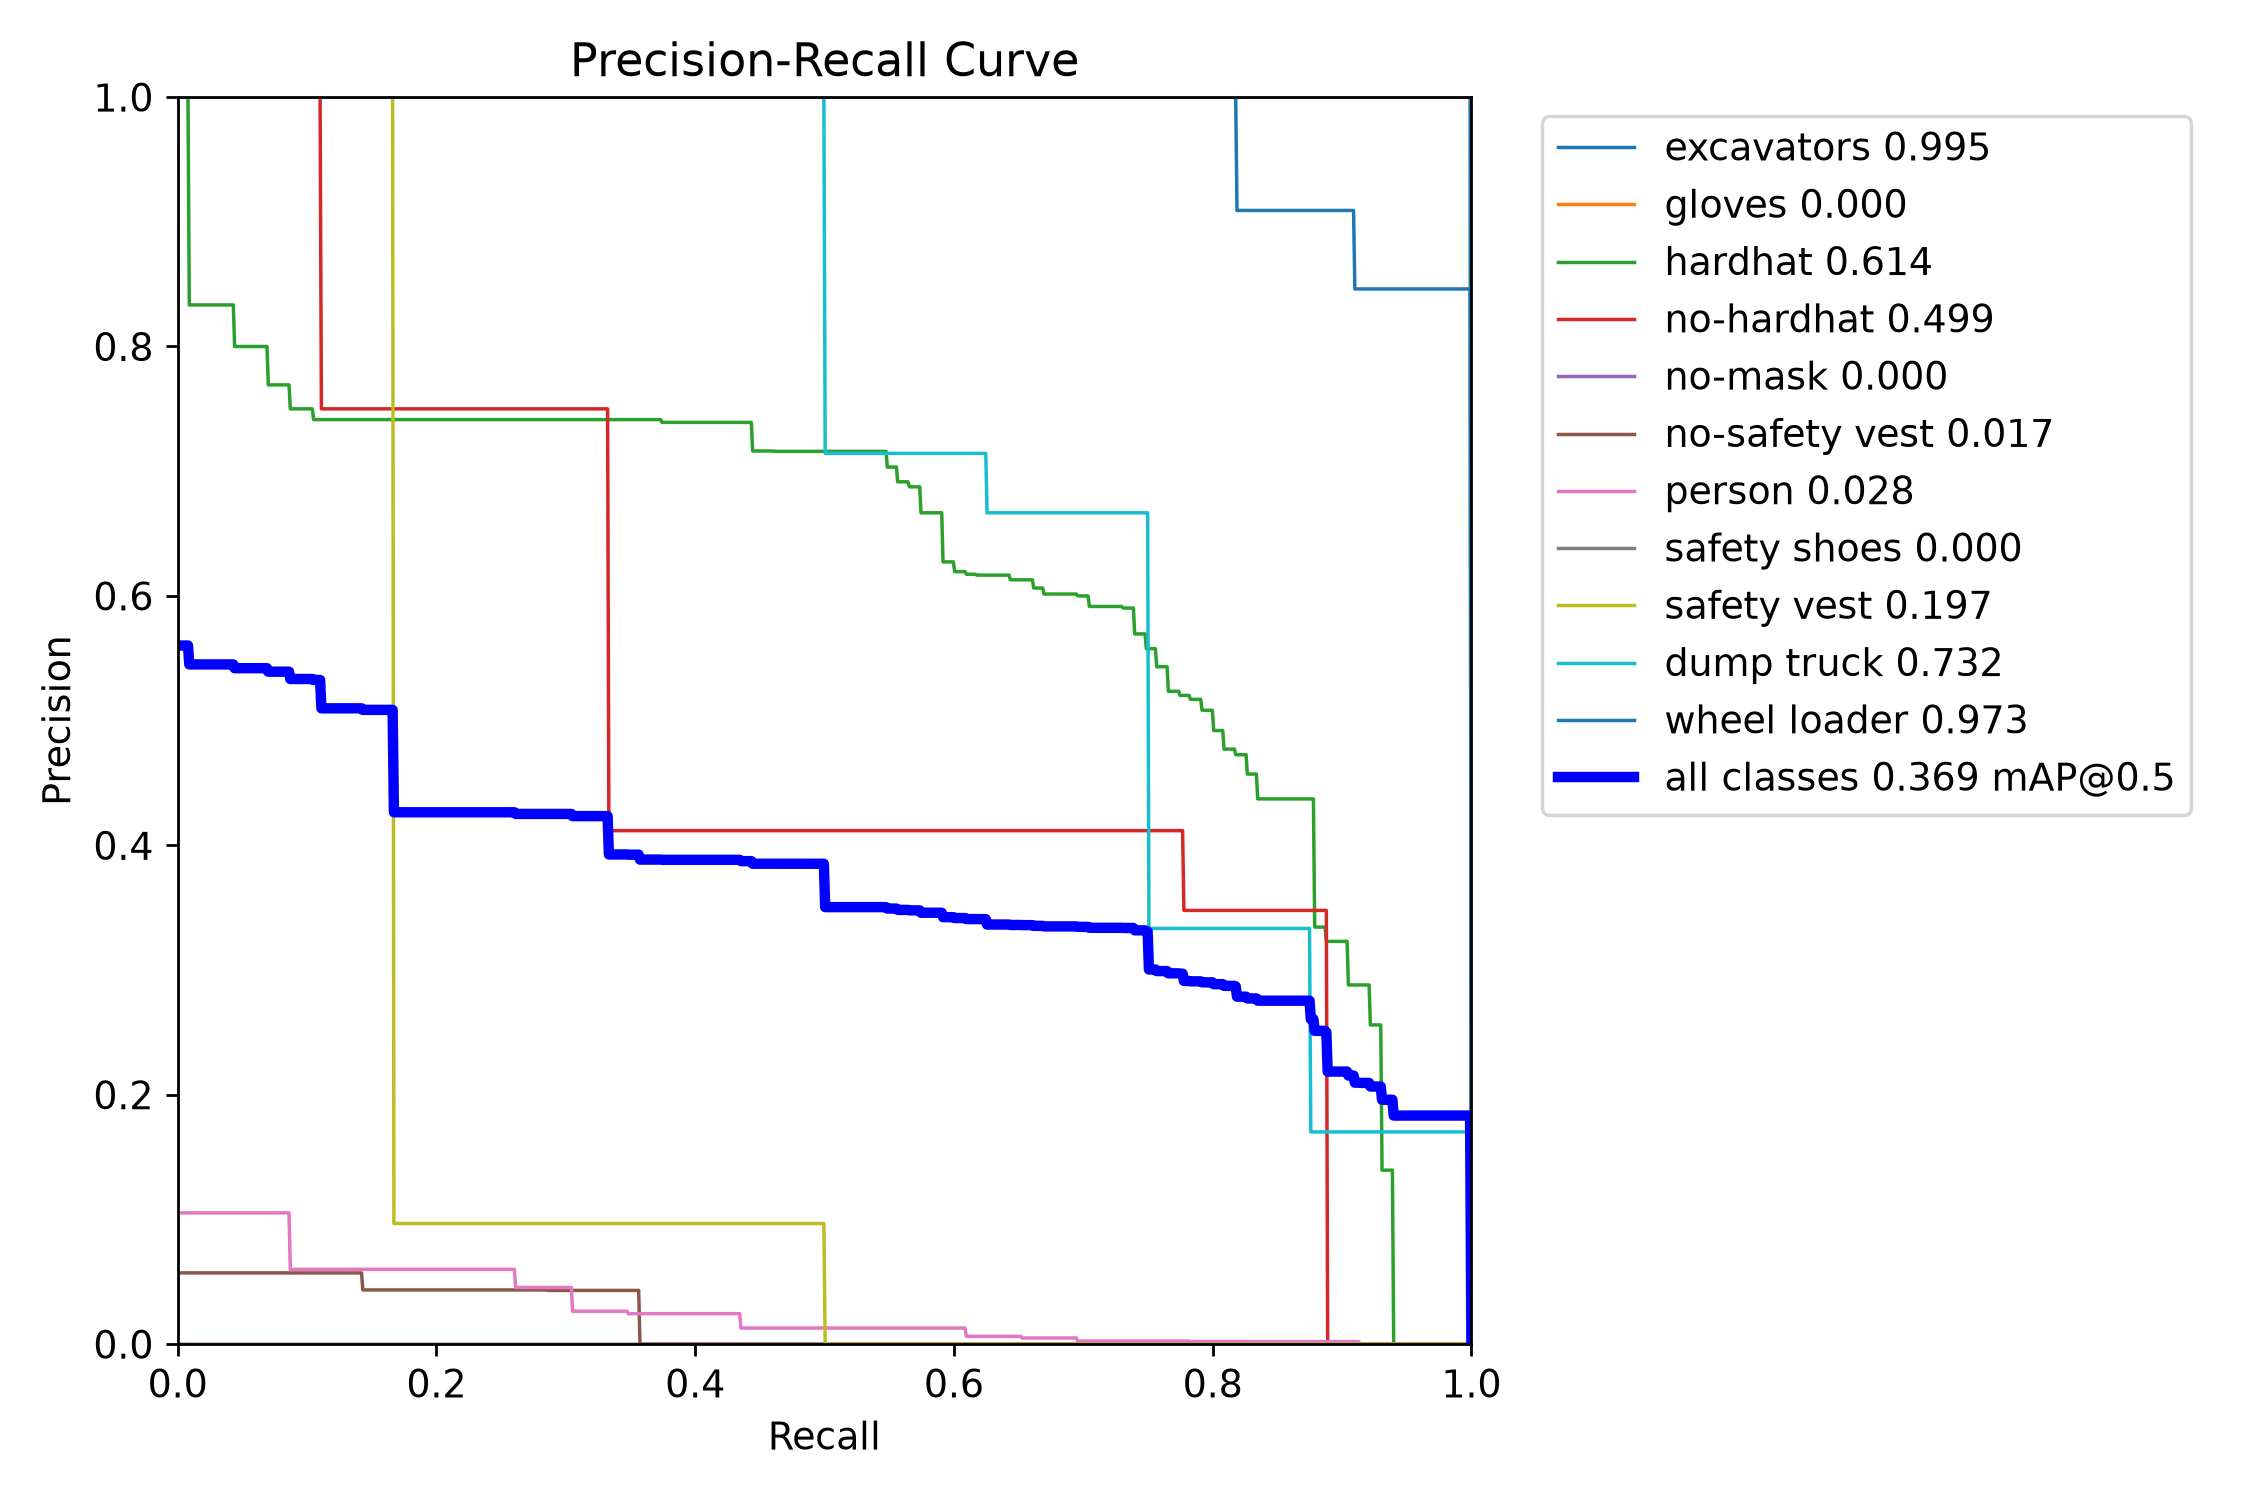 Precision-Recall Curve
1.0
0.8
0.6
0.4
0.2
0.0
Precision
0.0 0.2 0.4 0.6 0.8 1.0
Recall
excavators 0.995
gloves 0.000
hardhat 0.614
no-hardhat 0.499
no-mask 0.000
no-safety vest 0.017
person 0.028
safety shoes 0.000
safety vest 0.197
dump truck 0.732
wheel loader 0.973
all classes 0.369 mAP@0.5